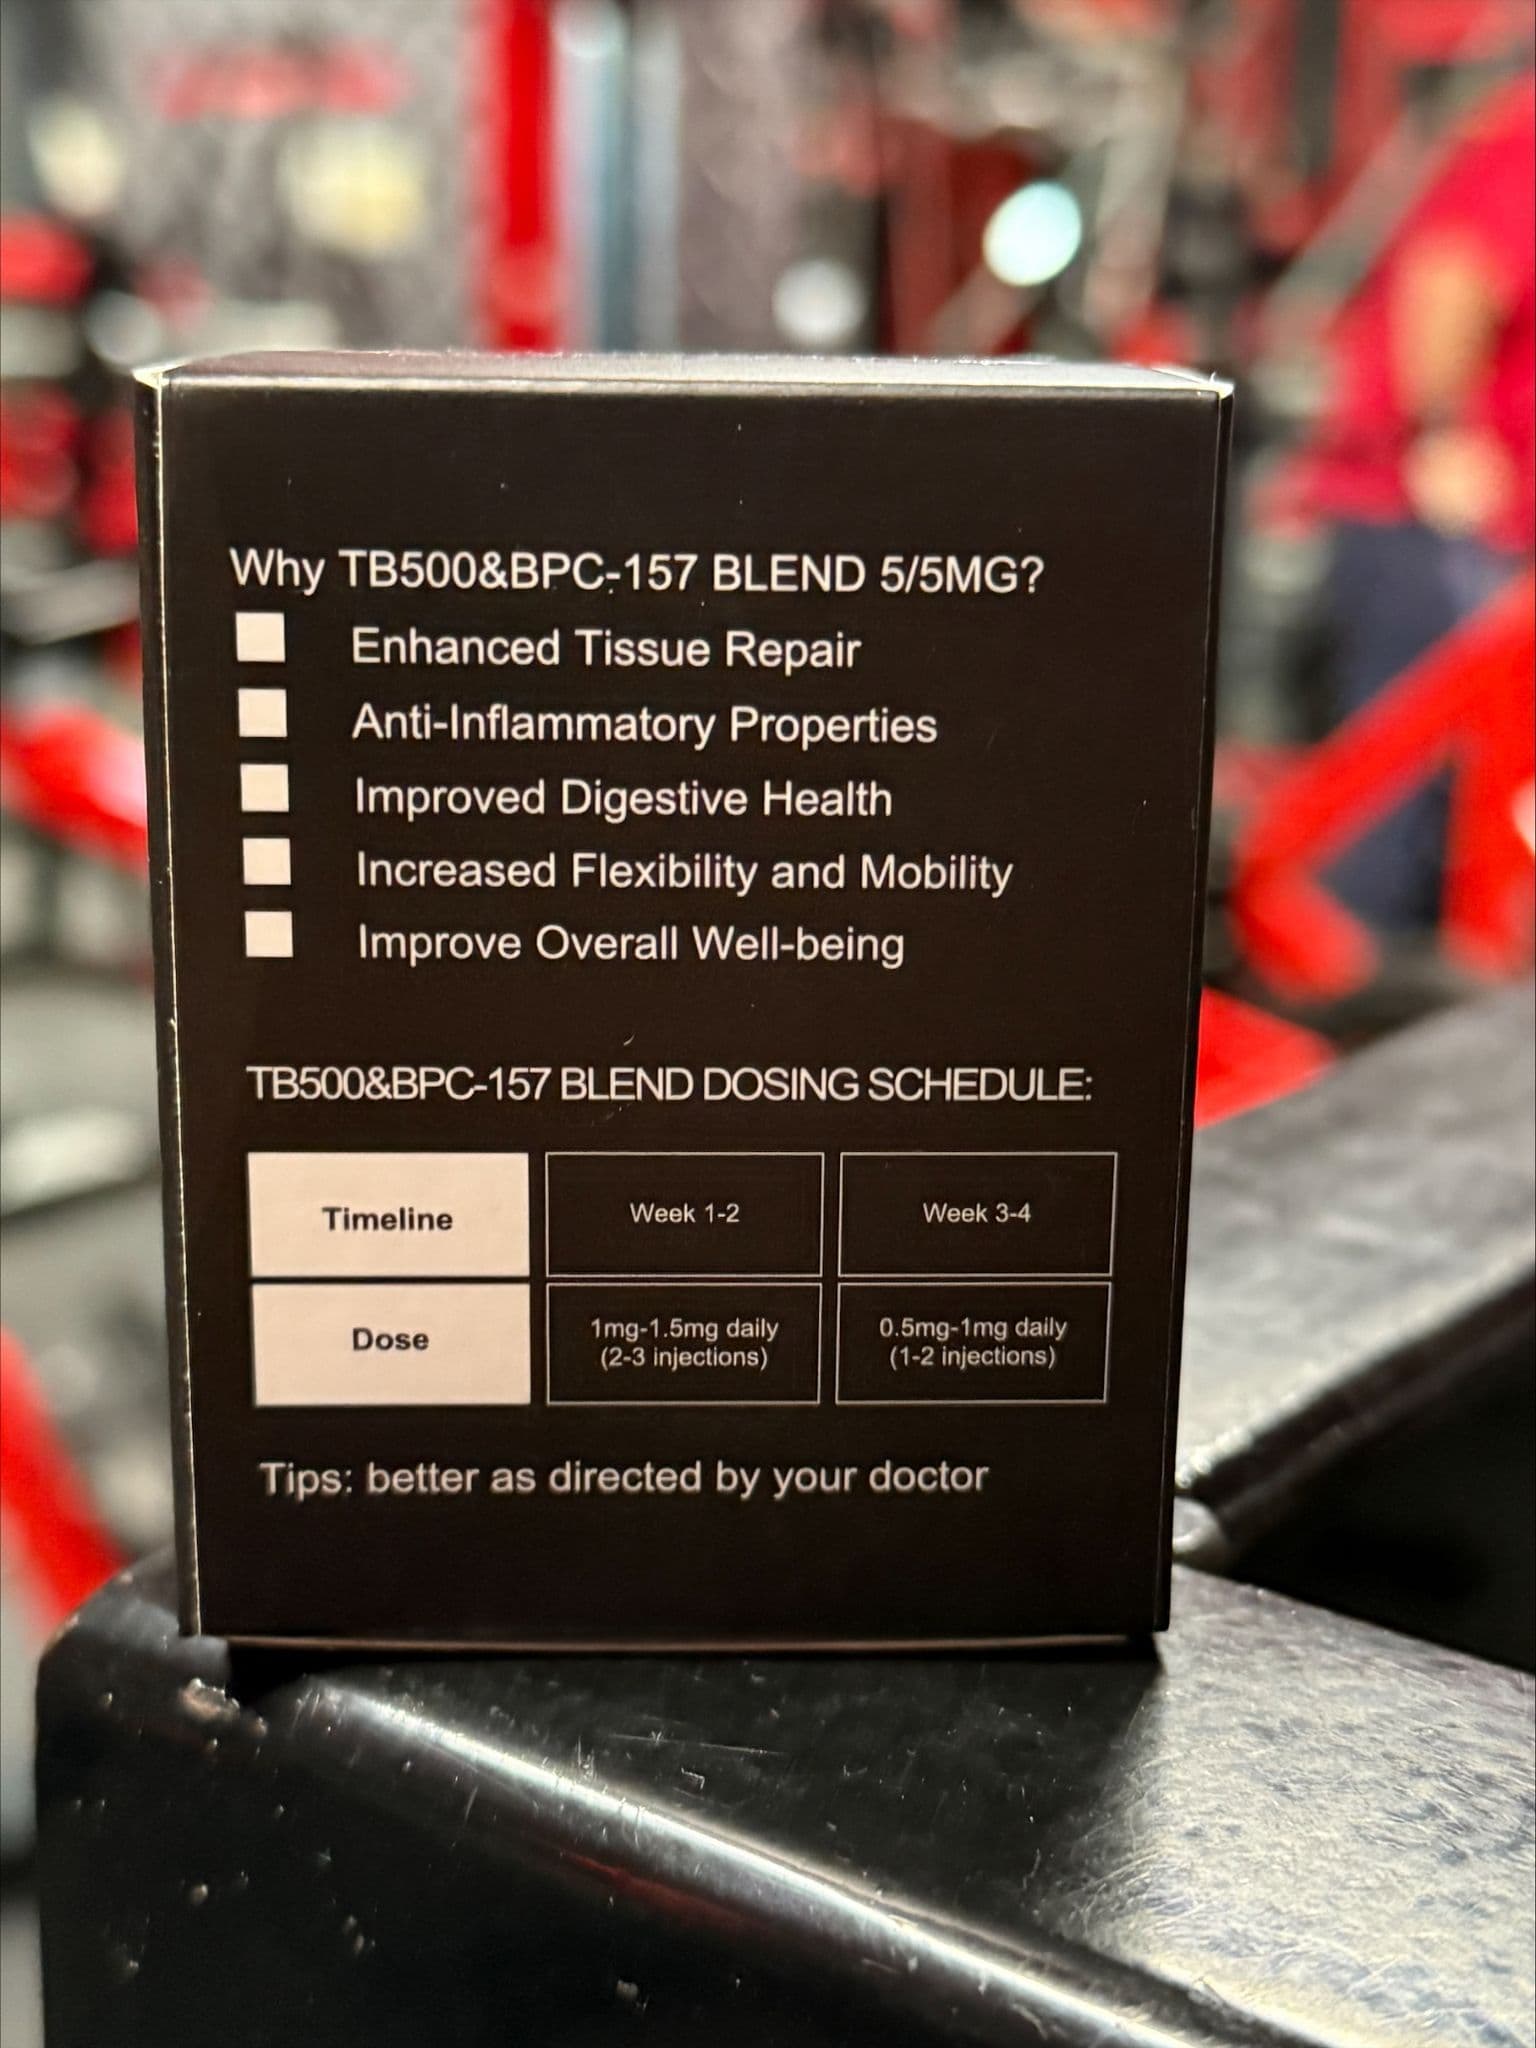 Why TB500&BPC-157 BLEND 5/5MG?
Enhanced Tissue Repair
Anti-Inflammatory Properties
Improved Digestive Health
Increased Flexibility and Mobility
Improve Overall Well-being
TB500&BPC-157 BLEND DOSING SCHEDULE:
Timeline Week 1-2 Week 3-4
Dose 1mg-1.5mg daily (2-3 injections) 0.5mg-1mg daily (1-2 injections)
Tips: better as directed by your doctor